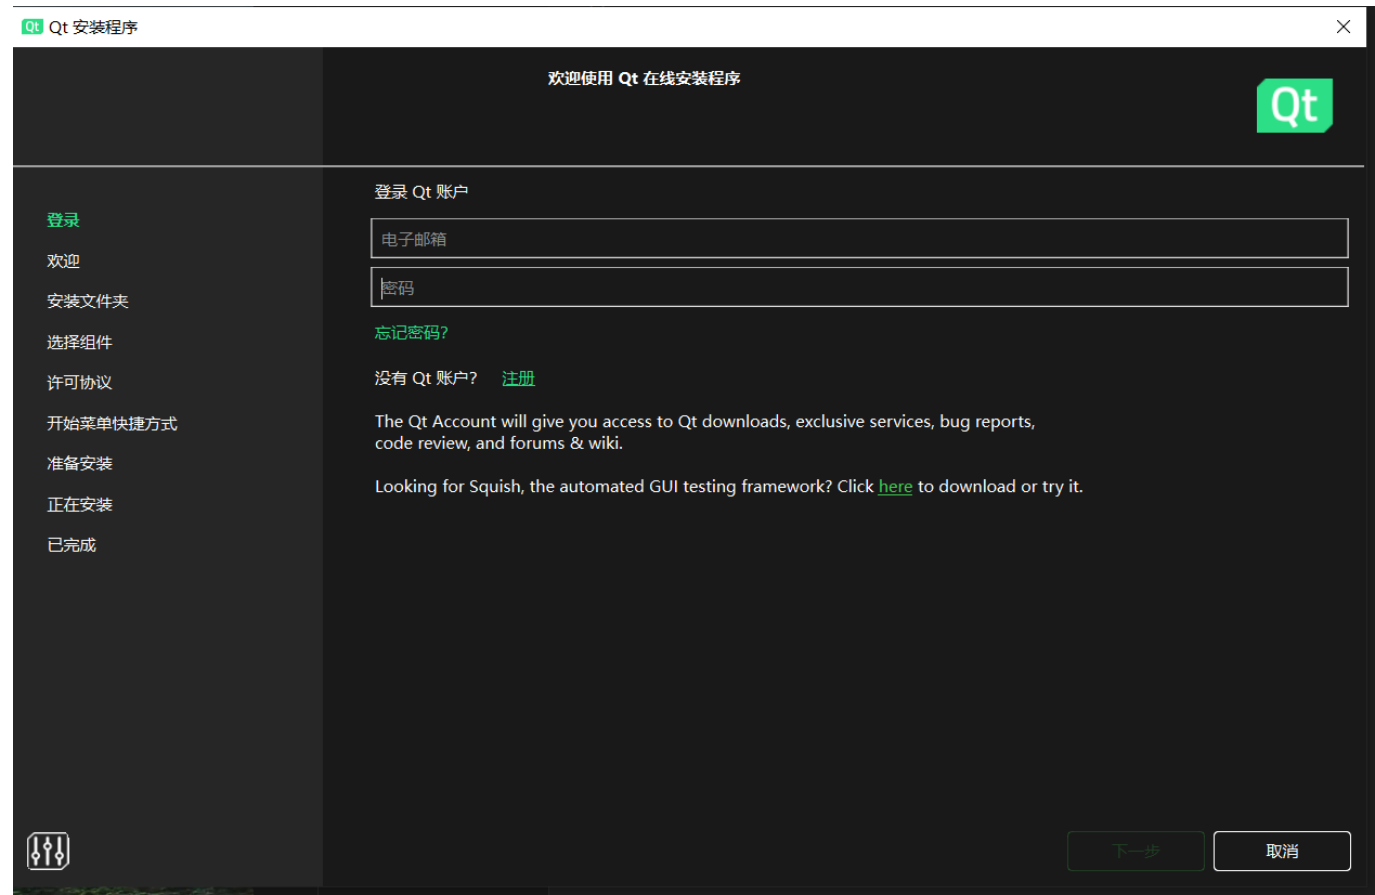 Qt Qt 安装程序
欢迎使用 Qt 在线安装程序
Qt
登录
欢迎
安装文件夹
选择组件
许可协议
开始菜单快捷方式
准备安装
正在安装
已完成
登录 Qt 账户
电子邮箱
密码
忘记密码?
没有 Qt 账户? 注册
The Qt Account will give you access to Qt downloads, exclusive services, bug reports,
code review, and forums & wiki.
Looking for Squish, the automated GUI testing framework? Click here to download or try it.
下一步 取消